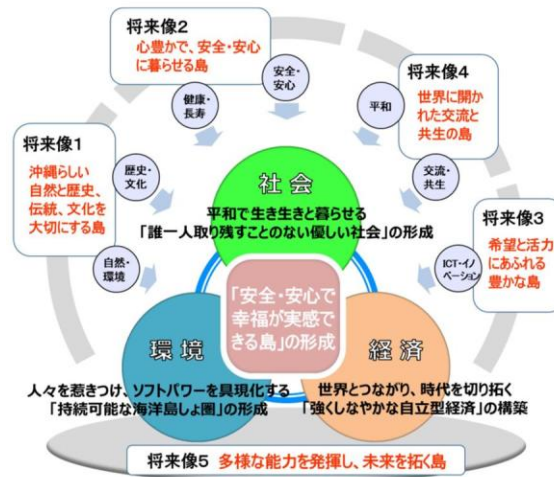 将来像2
心豊かで、安全・安心
に暮らせる島
安全・
安心
健康・
長寿
平和
将来像4
世界に開か
れた交流と
共生の島
将来像1
沖縄らしい
自然と歴史、
伝統、文化を
大切にする島
歴史・
文化
交流・
共生
自然・
環境
ICT・イノ
ベーション
将来像3
希望と活力
にあふれる
豊かな島
社会
平和で生き生きと暮らせる
「誰一人取り残すことのない優しい社会」の形成
「安全・安心で
幸福が実感で
きる島」の形成
環境
人々を惹きつけ、ソフトパワーを具現化する
「持続可能な海洋島しょ圏」の形成
経済
世界とつながり、時代を切り拓く
「強くしなやかな自立型経済」の構築
将来像5 多様な能力を発揮し、未来を拓く島